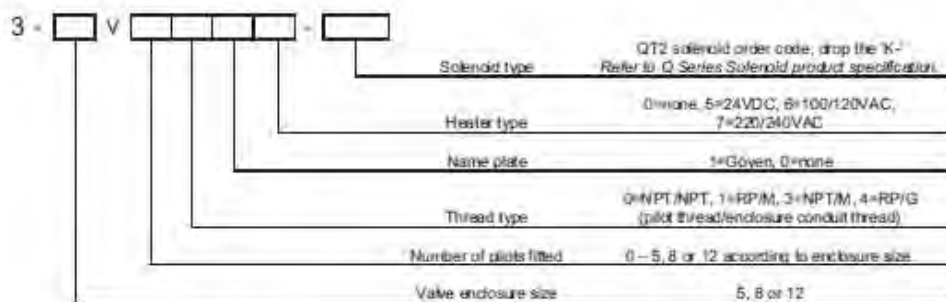 3 - V -
QT2 solenoid order code, drop the 'K-'
Solenoid type Refer to Q Series Solenoid product specification.
0=none, 5=24VDC, 6=100/120VAC,
Heater type 7=220/240VAC
Name plate 1=Goyen, 0=none
0=NPT/NPT, 1=RP/M, 3=NPT/M, 4=RP/G
Thread type (pilot thread/enclosure conduit thread)
Number of pilots fitted 0 – 5, 8 or 12 according to enclosure size
Valve enclosure size 5, 8 or 12